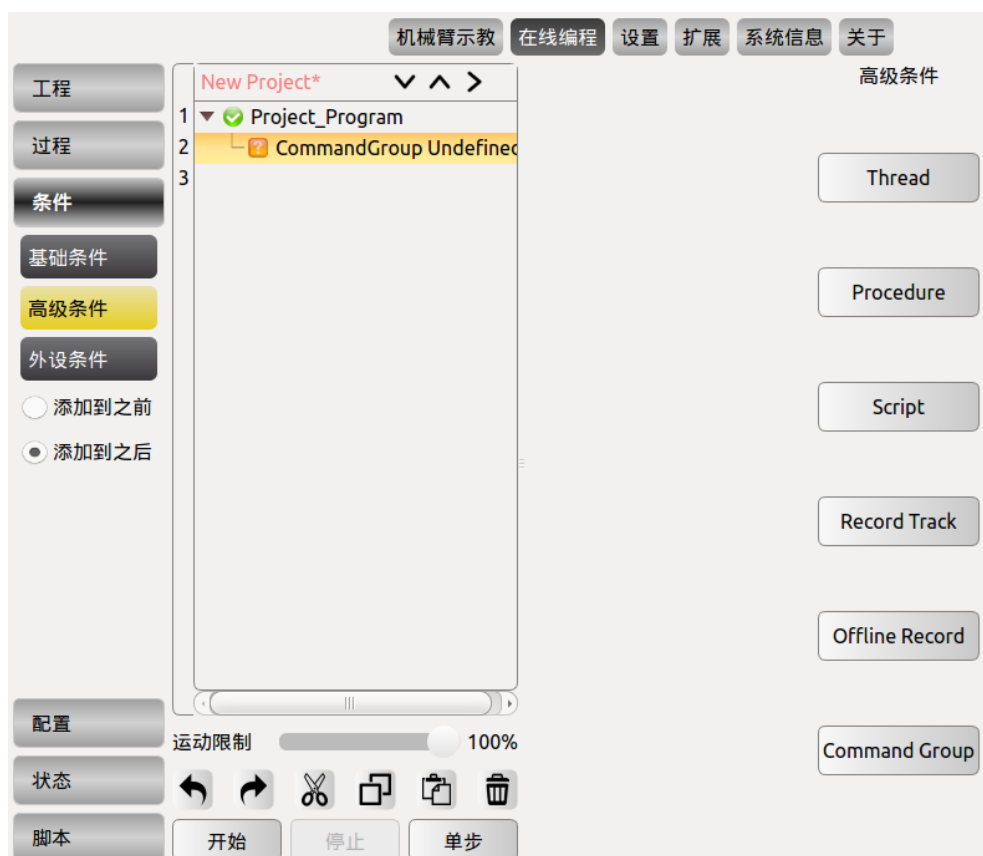 机械臂示教 在线编程 设置 扩展 系统信息 关于
工程
过程
条件
基础条件
高级条件
外设条件
添加到之前
添加到之后
配置
状态
脚本
New Project*
1 Project_Program
2 CommandGroup Undefined
3
运动限制 100%
开始 停止 单步
高级条件
Thread
Procedure
Script
Record Track
Offline Record
Command Group